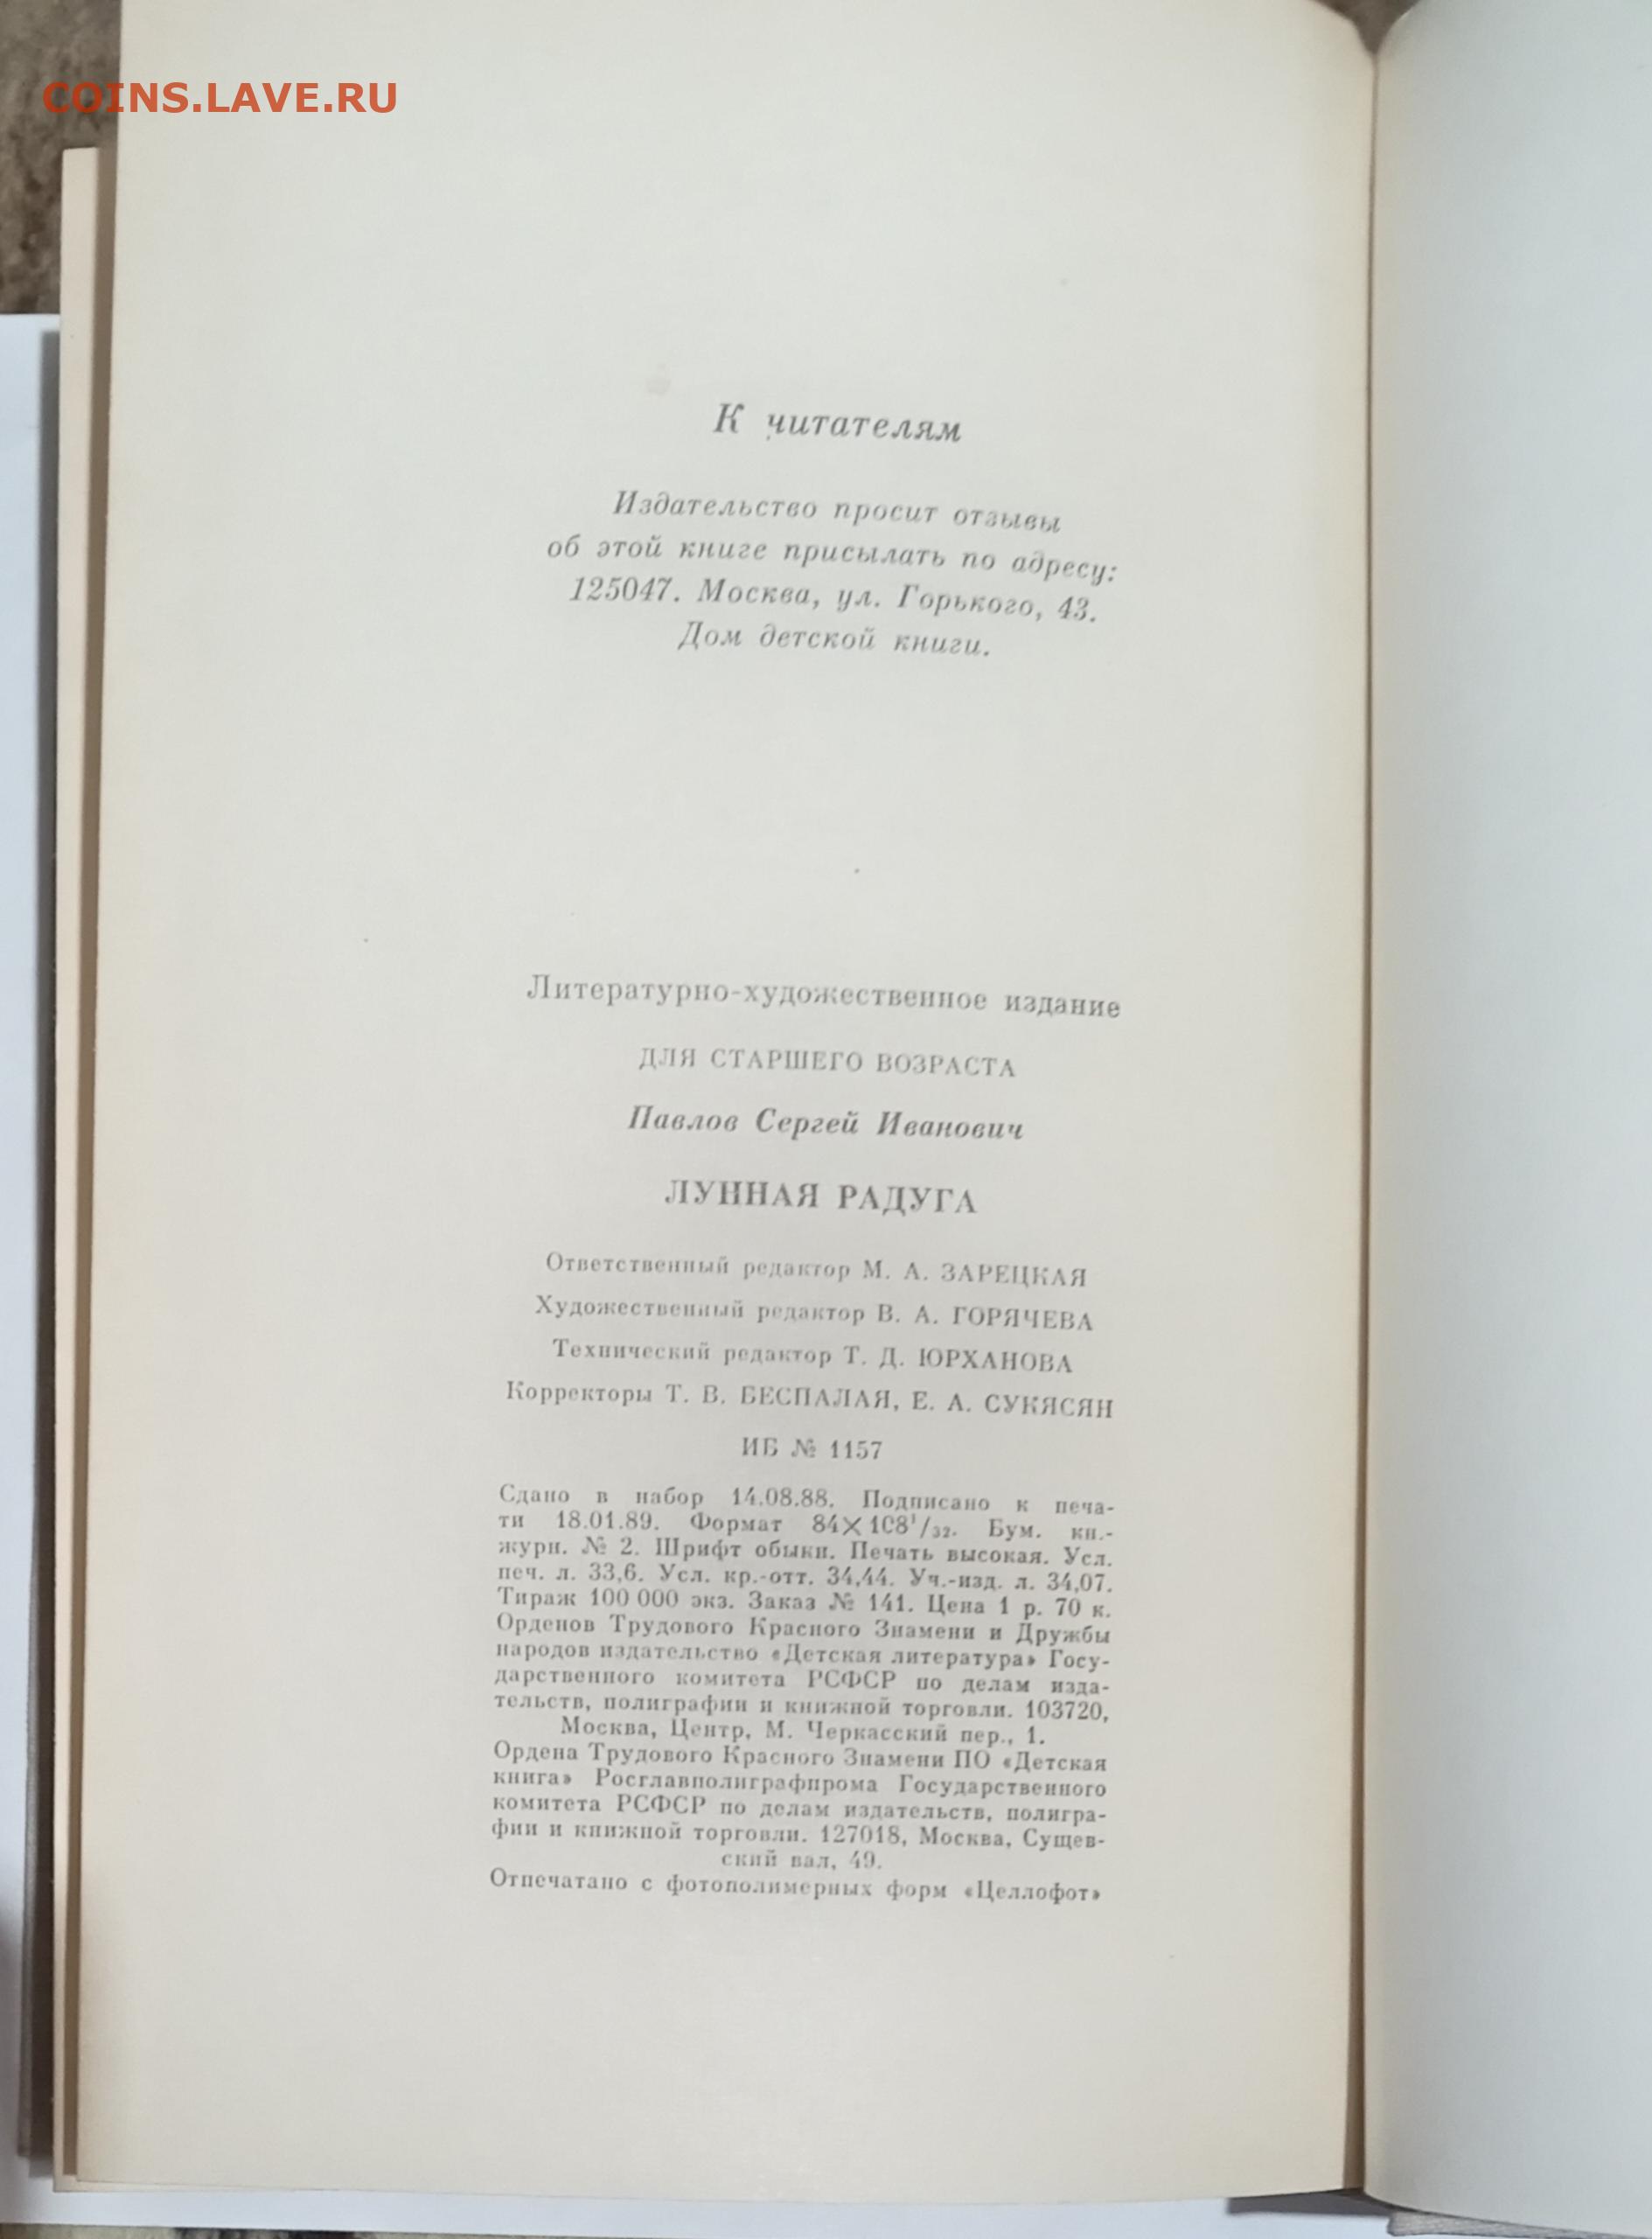 COINS.LAVE.RU
К читателям
Издательство просит отзывы
об этой книге присылать по адресу:
125047. Москва, ул. Горького, 43.
Дом детской книги.
Литературно-художественное издание
ДЛЯ СТАРШЕГО ВОЗРАСТА
Павлов Сергей Иванович
ЛУННАЯ РАДУГА
Ответственный редактор М. А. ЗАРЕЦКАЯ
Художественный редактор В. А. ГОРЯЧЕВА
Технический редактор Т. Д. ЮРХАНОВА
Корректоры Т. В. БЕСПАЛАЯ, Е. А. СУКЯСЯН
ИБ № 1157
Сдано в набор 14.08.88. Подписано к печа-
ти 18.01.89. Формат 84×108¹/₃₂. Бум. кн.-
журн. № 2. Шрифт обыкн. Печать высокая. Усл.
печ. л. 33,6. Усл. кр.-отт. 34,44. Уч.-изд. л. 34,07.
Тираж 100 000 экз. Заказ № 141. Цена 1 р. 70 к.
Орденов Трудового Красного Знамени и Дружбы
народов издательство «Детская литература» Госу-
дарственного комитета РСФСР по делам изда-
тельств, полиграфии и книжной торговли. 103720,
Москва, Центр, М. Черкасский пер., 1.
Ордена Трудового Красного Знамени ПО «Детская
книга» Росглавполиграфпрома Государственного
комитета РСФСР по делам издательств, полигра-
фии и книжной торговли. 127018, Москва, Сущев-
ский вал, 49.
Отпечатано с фотополимерных форм «Целлофот»